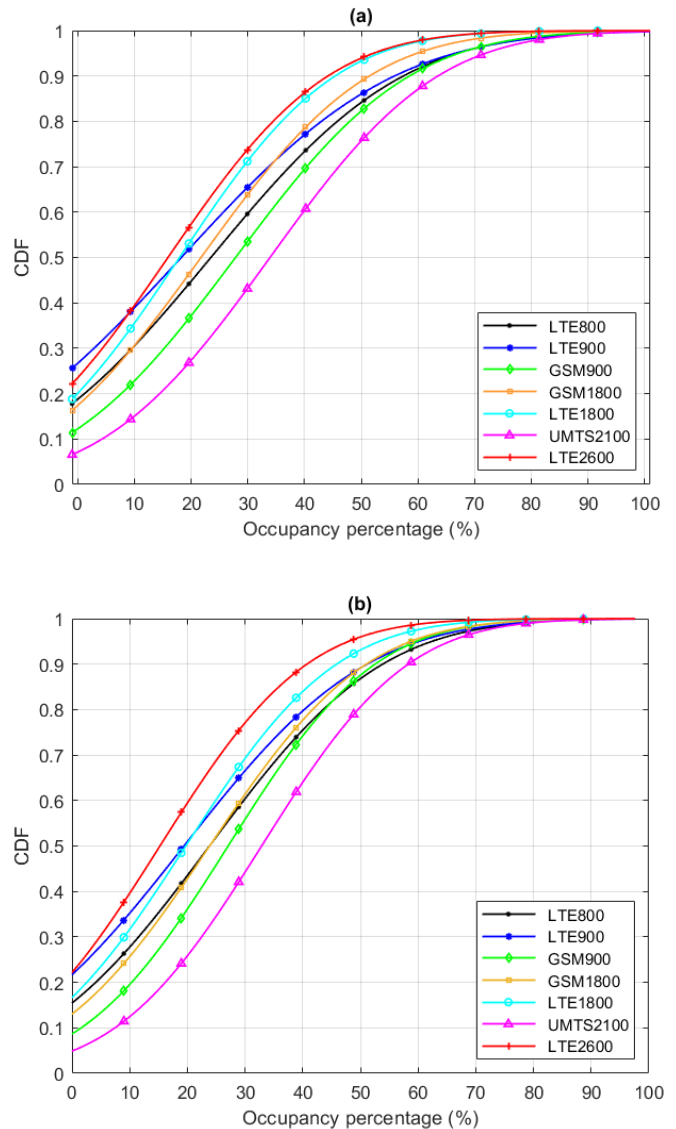 (a)
1
0.9
0.8
0.7
0.6
0.5
0.4
0.3
0.2
0.1
0
CDF
0 10 20 30 40 50 60 70 80 90 100
Occupancy percentage (%)
LTE800
LTE900
GSM900
GSM1800
LTE1800
UMTS2100
LTE2600
(b)
1
0.9
0.8
0.7
0.6
0.5
0.4
0.3
0.2
0.1
0
CDF
0 10 20 30 40 50 60 70 80 90 100
Occupancy percentage (%)
LTE800
LTE900
GSM900
GSM1800
LTE1800
UMTS2100
LTE2600